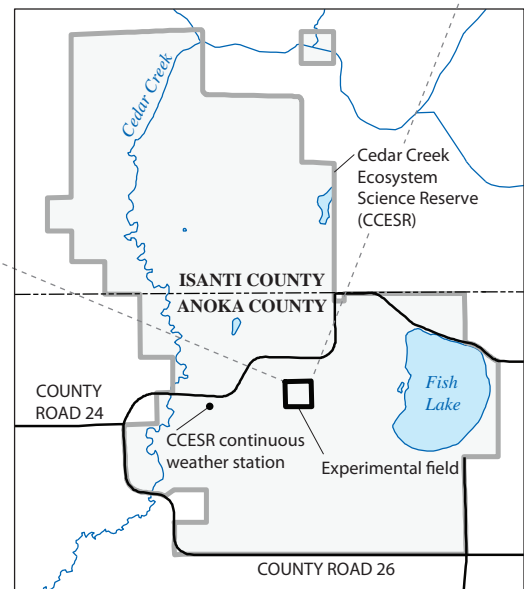 Cedar Creek
Cedar Creek
Ecosystem
Science Reserve
(CCESR)
ISANTI COUNTY
ANOKA COUNTY
COUNTY
ROAD 24
Fish
Lake
CCESR continuous
weather station
Experimental field
COUNTY ROAD 26